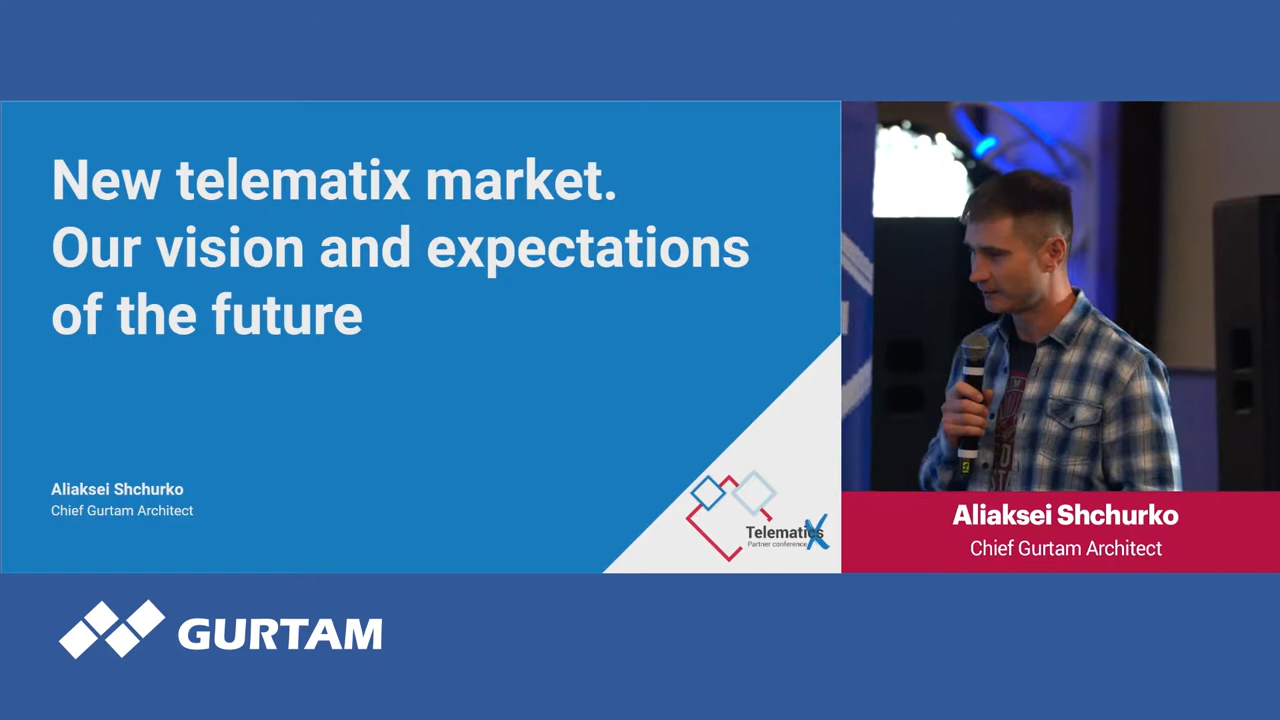 New telematix market.
Our vision and expectations
of the future
Aliaksei Shchurko
Chief Gurtam Architect
Telematics X
Partner conference
Aliaksei Shchurko
Chief Gurtam Architect
GURTAM